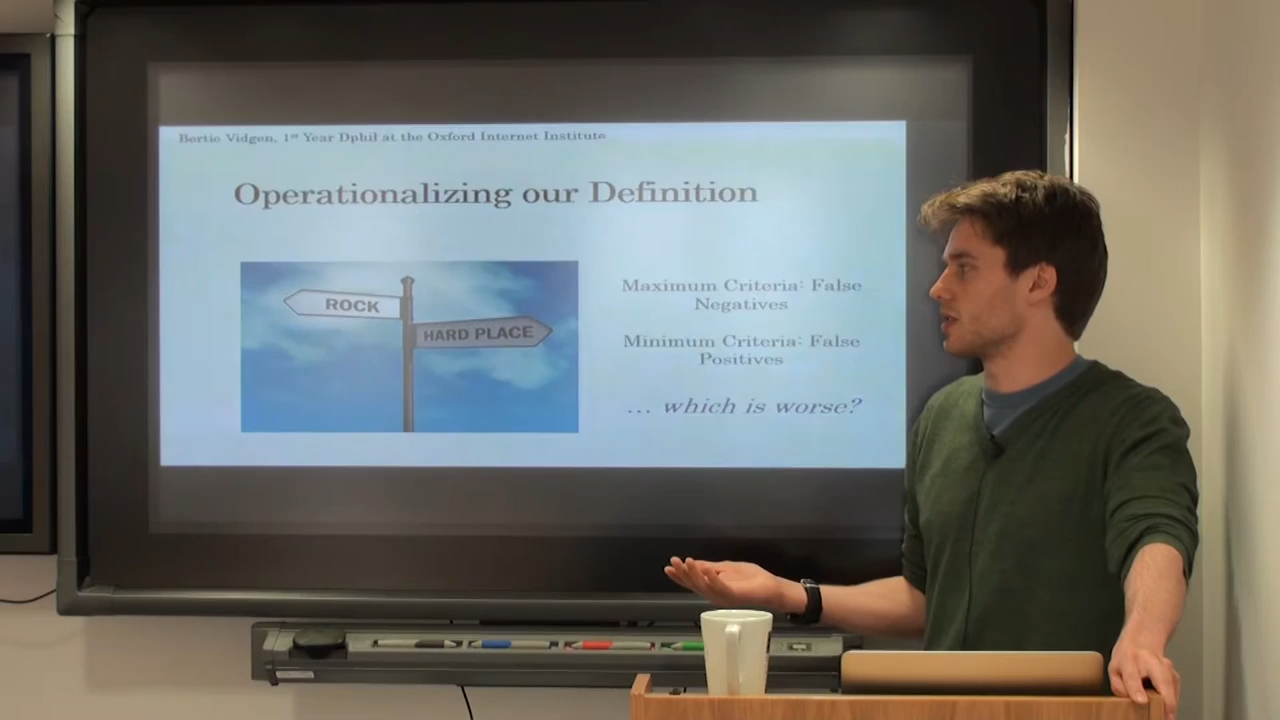 Bertie Vidgen, 1st Year Dphil at the Oxford Internet Institute
Operationalizing our Definition
ROCK
HARD PLACE
Maximum Criteria: False
Negatives
Minimum Criteria: False
Positives
... which is worse?